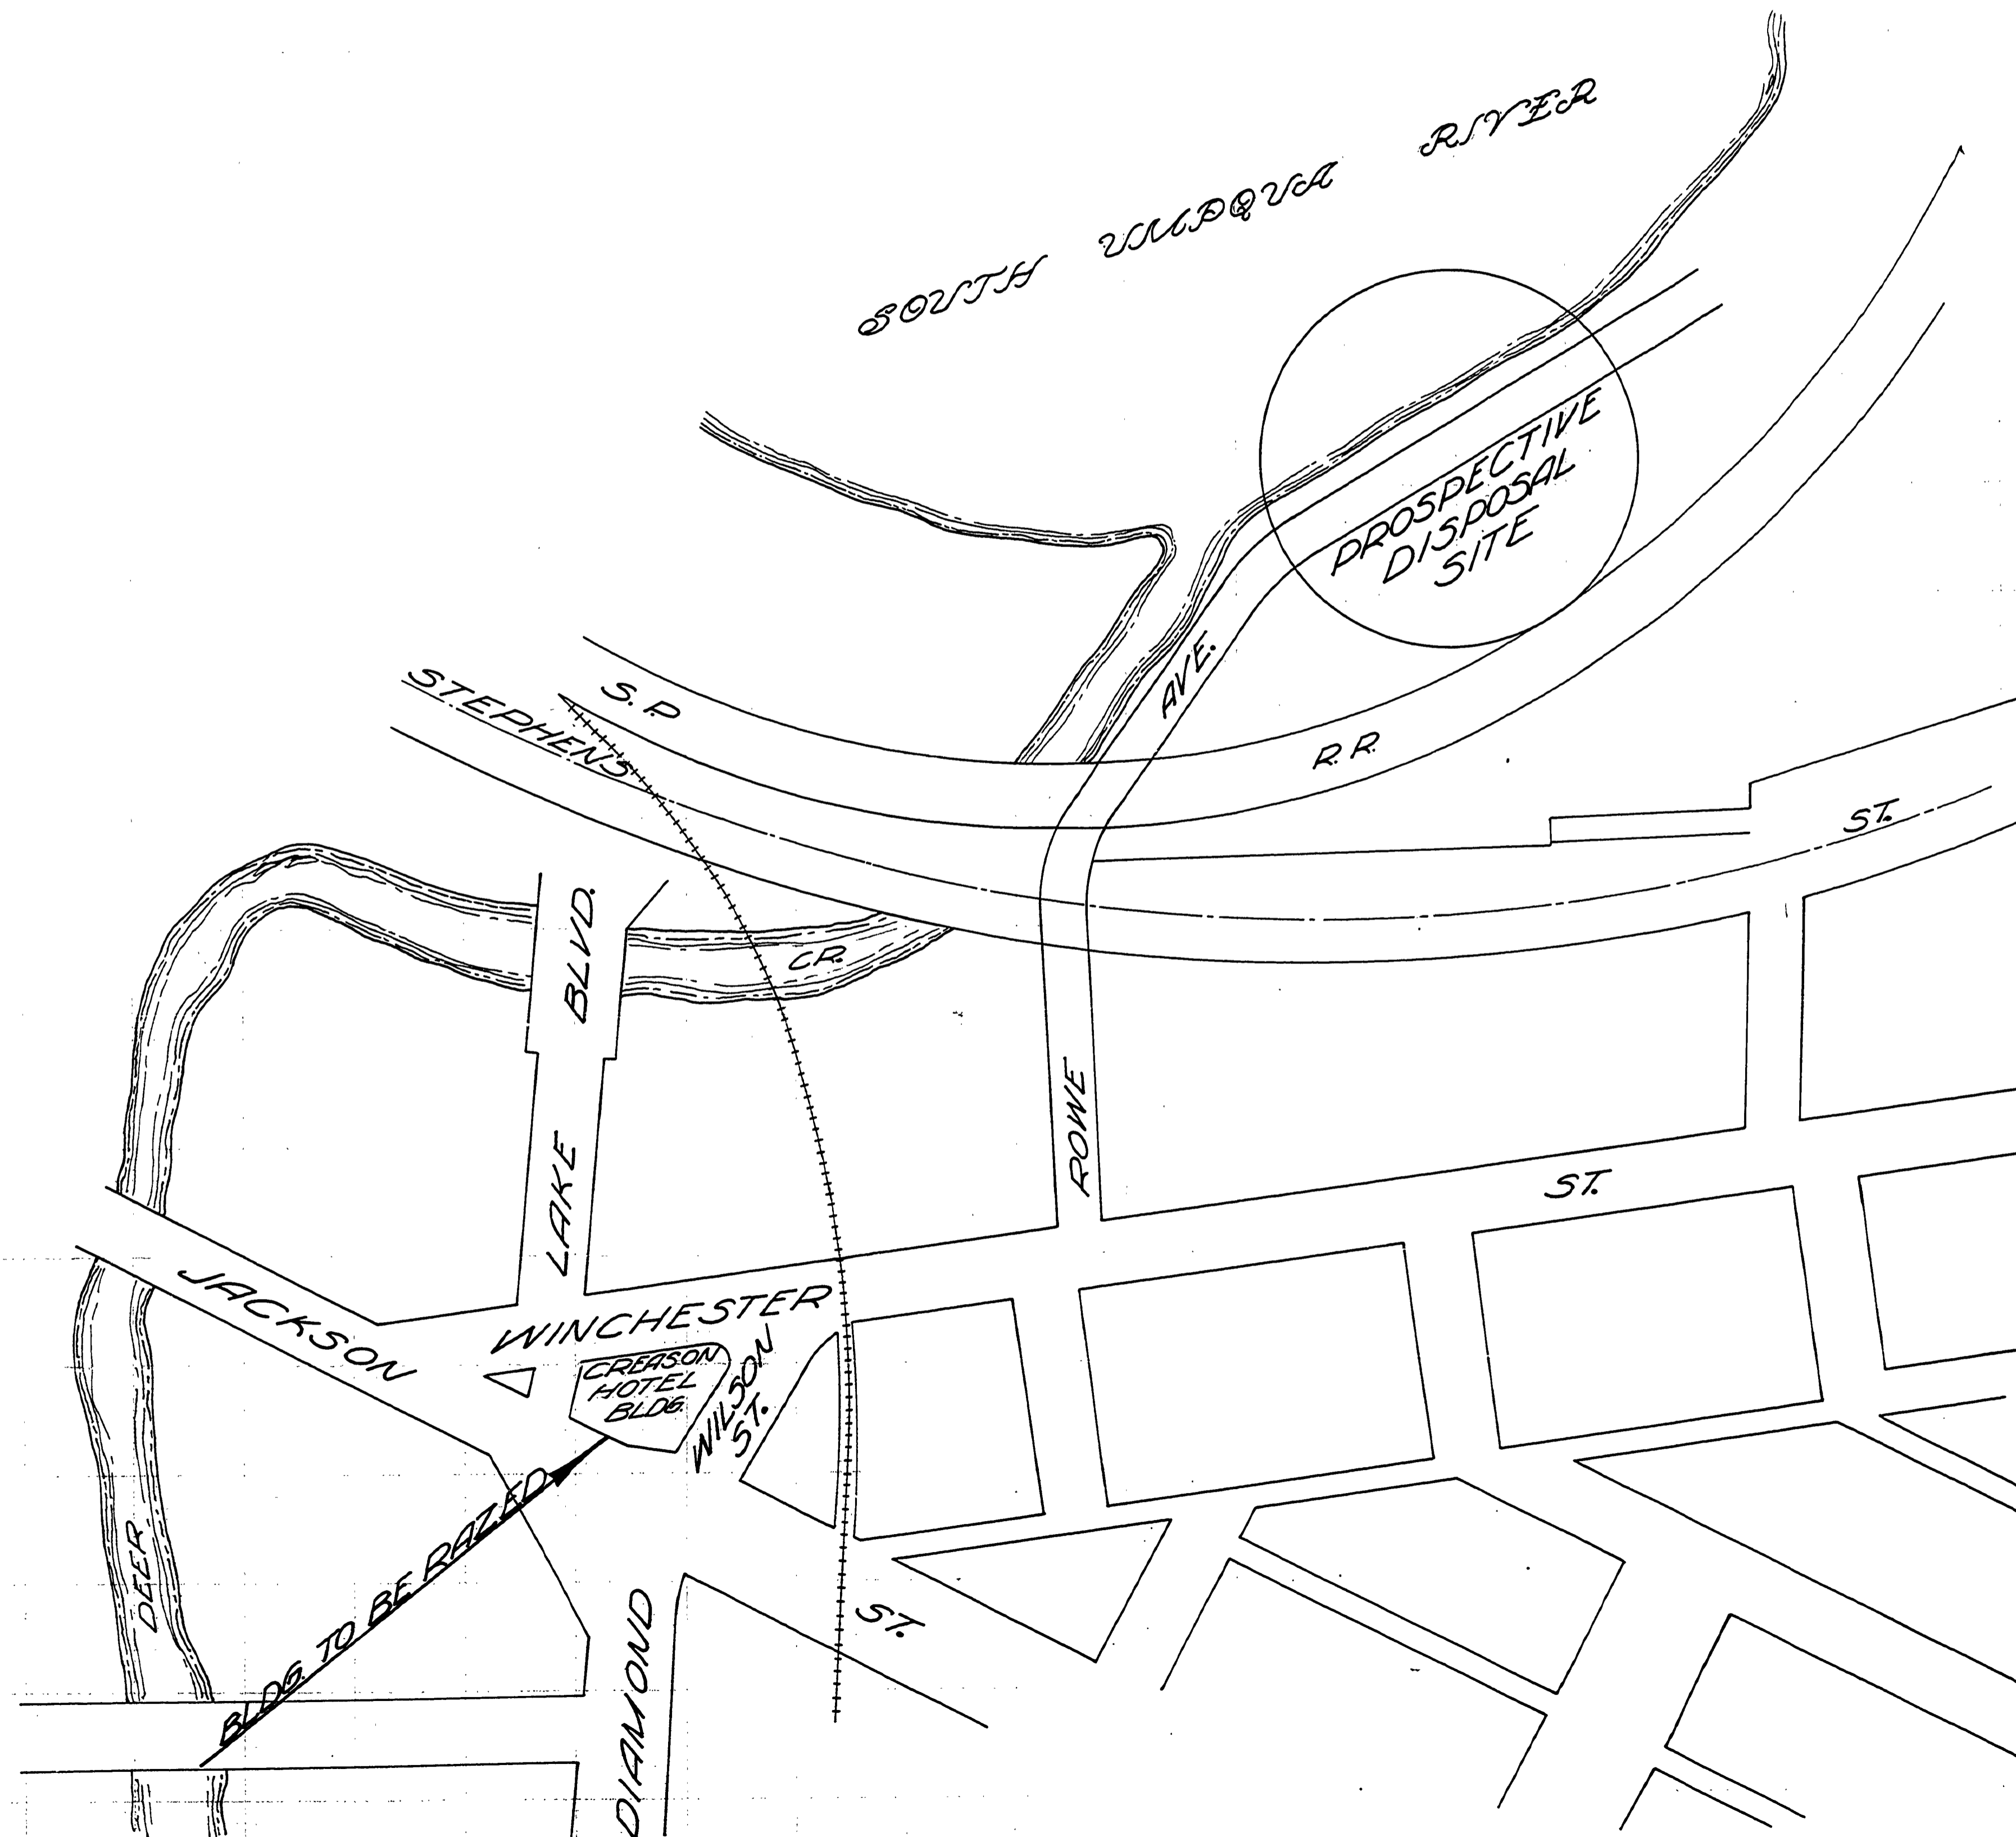 SOUTH UMPQUA RIVER
PROSPECTIVE
DISPOSAL
SITE
STEPHENS ST.
S. P. R. R.
ROWE AVE.
LAKE BLVD.
DEER CR.
WINCHESTER ST.
JACKSON ST.
CREASON
HOTEL
BLDG.
WILSON
ST.
BLDG. TO BE RAZED
DIAMOND